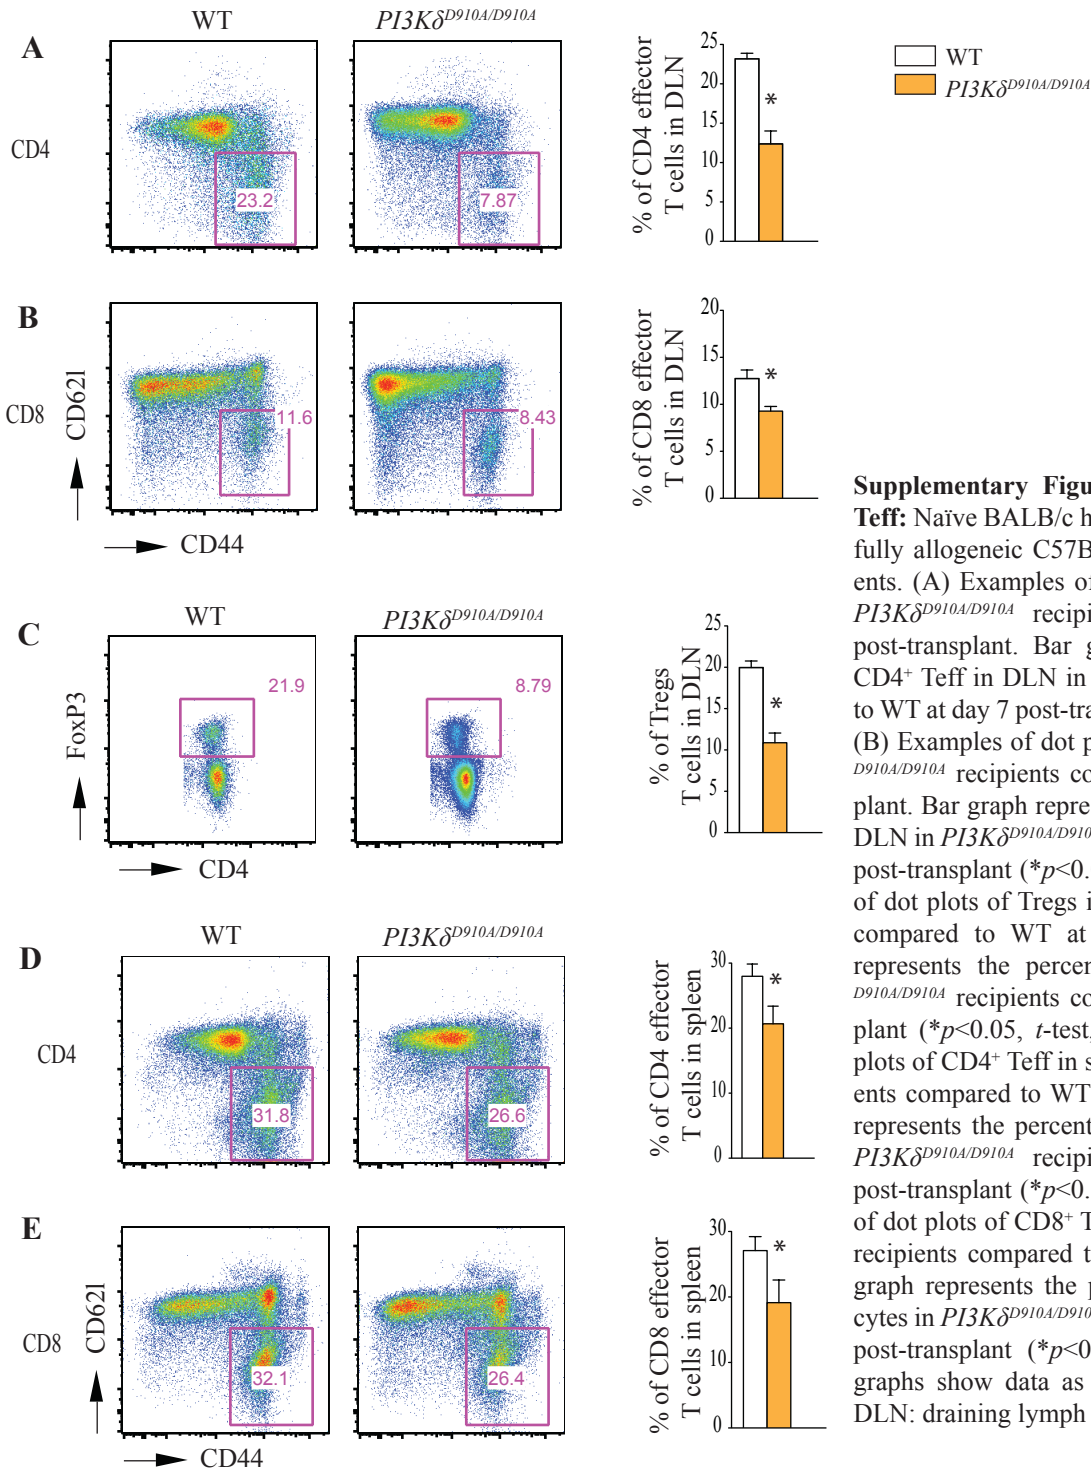 WT
PI3Kδ^D910A/D910A
A
CD4
23.2
7.87
% of CD4 effector
T cells in DLN
25
20
15
10
5
0
*
WT
PI3Kδ^D910A/D910A
B
CD8
CD62l
11.6
8.43
CD44
% of CD8 effector
T cells in DLN
20
15
10
5
0
*
WT
PI3Kδ^D910A/D910A
C
FoxP3
21.9
8.79
CD4
% of Tregs
T cells in DLN
25
20
15
10
5
0
*
WT
PI3Kδ^D910A/D910A
D
CD4
31.8
26.6
% of CD4 effector
T cells in spleen
30
20
10
0
*
E
CD8
CD62l
32.1
26.4
CD44
% of CD8 effector
T cells in spleen
30
20
10
0
*
Supplementary Figu
Teff: Naïve BALB/c h
fully allogeneic C57B
ents. (A) Examples of
PI3Kδ^D910A/D910A recipi
post-transplant. Bar g
CD4⁺ Teff in DLN in
to WT at day 7 post-tra
(B) Examples of dot p
D910A/D910A recipients co
plant. Bar graph repre
DLN in PI3Kδ^D910A/D910
post-transplant (*p<0.
of dot plots of Tregs i
compared to WT at
represents the percen
D910A/D910A recipients co
plant (*p<0.05, t-test,
plots of CD4⁺ Teff in s
ents compared to WT
represents the percent
PI3Kδ^D910A/D910A recipi
post-transplant (*p<0.
of dot plots of CD8⁺ T
recipients compared t
graph represents the p
cytes in PI3Kδ^D910A/D910
post-transplant (*p<0
graphs show data as
DLN: draining lymph